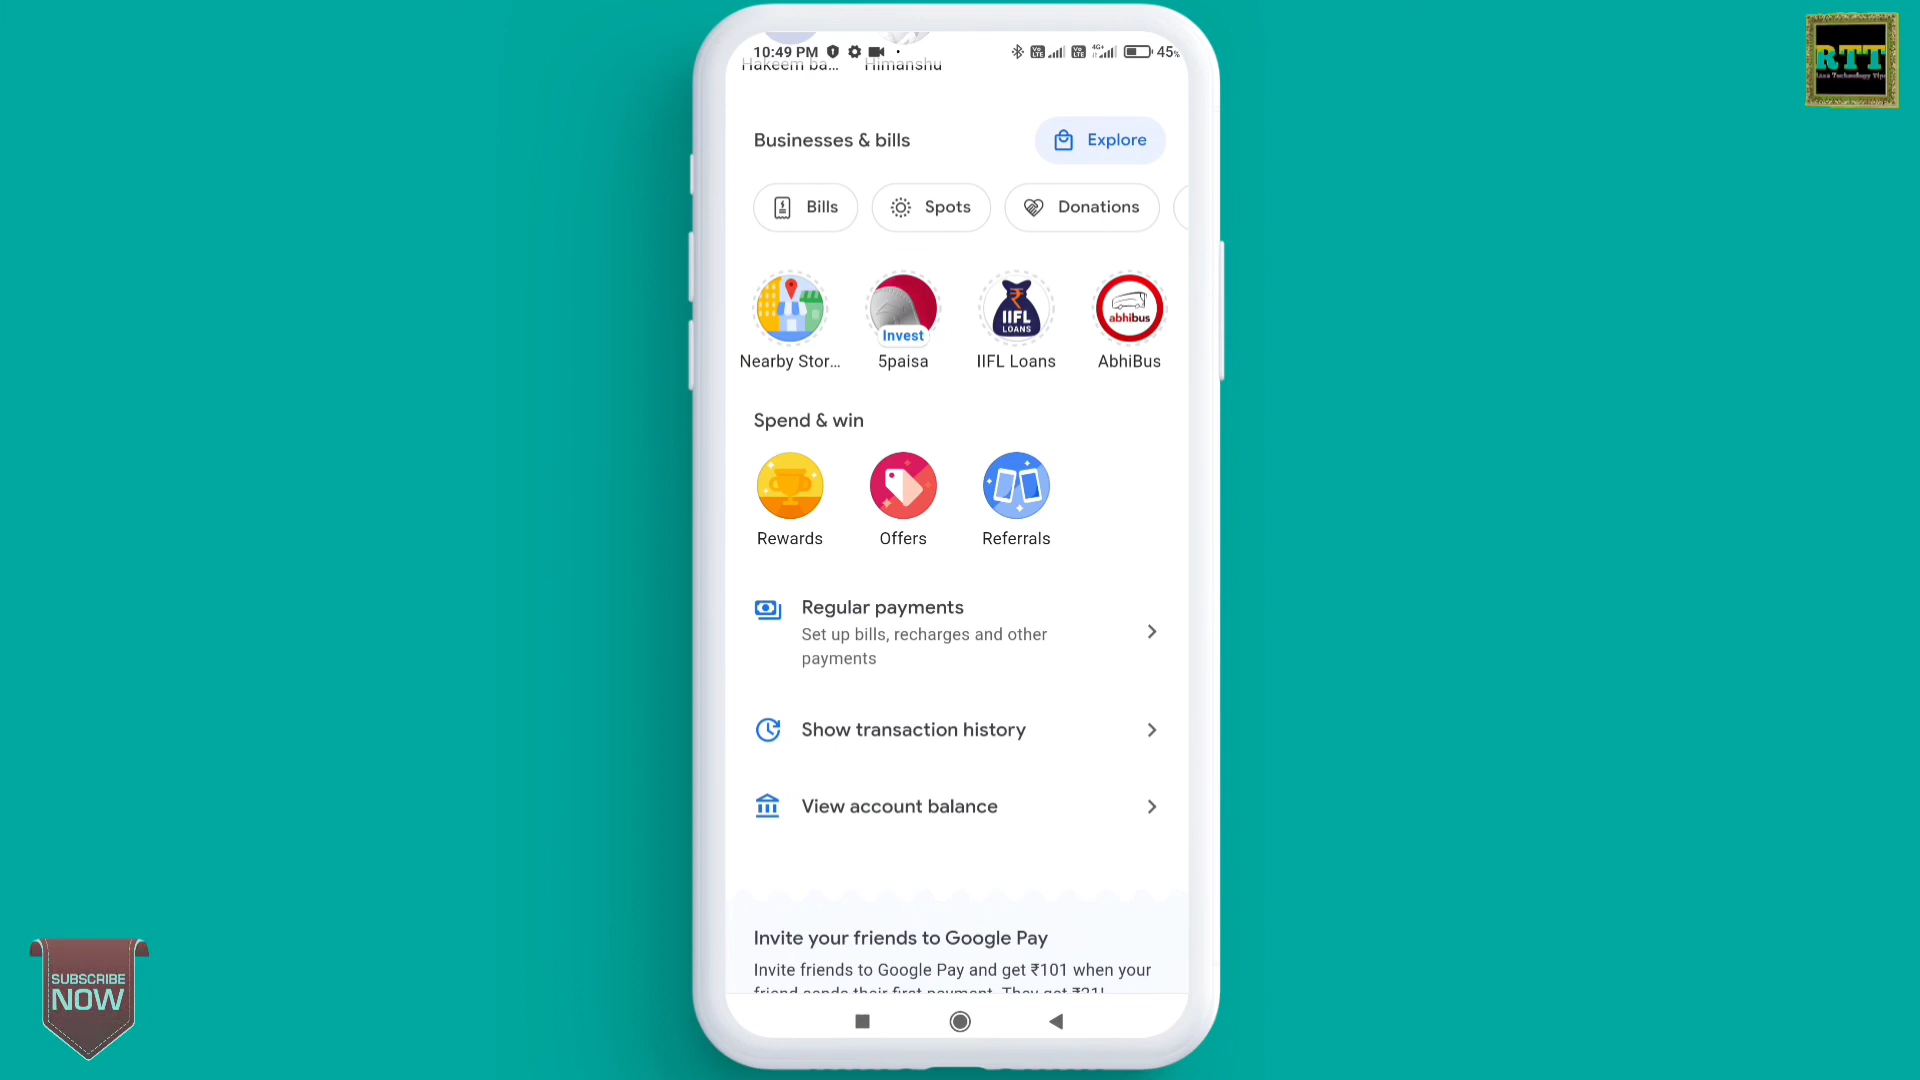 RTT
10:49 PM
45%
Hakeem ba... Himanshu
Businesses & bills
Explore
Bills
Spots
Donations
Invest
IIFL
LOANS
abhibus
Nearby Stor...
5paisa
IIFL Loans
AbhiBus
Spend & win
Rewards
Offers
Referrals
Regular payments
Set up bills, recharges and other
payments
Show transaction history
View account balance
Invite your friends to Google Pay
Invite friends to Google Pay and get ₹101 when your
friend sends their first payment. They get ₹21!
SUBSCRIBE
NOW